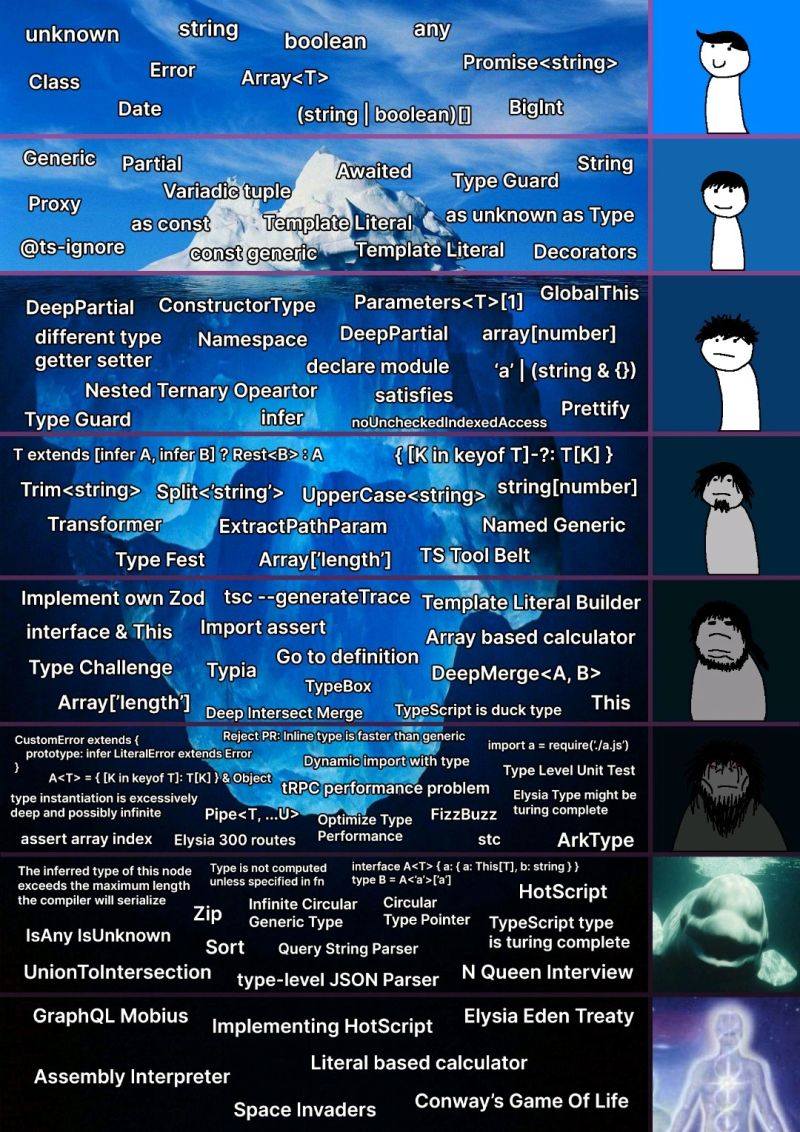 unknown
string
boolean
any
Class
Error
Array<T>
Promise<string>
Date
(string | boolean)[]
BigInt
Generic
Partial
Awaited
String
Variadic tuple
Type Guard
Proxy
as const
Template Literal
as unknown as Type
@ts-ignore
const generic
Template Literal
Decorators
DeepPartial
ConstructorType
Parameters<T>[1]
GlobalThis
different type
getter setter
Namespace
DeepPartial
array[number]
declare module
'a' | (string & {})
Nested Ternary Opeartor
satisfies
Type Guard
infer
noUncheckedIndexedAccess
Prettify
T extends [infer A, infer B] ? Rest<B> : A
{ [K in keyof T]-?: T[K] }
Trim<string>
Split<'string'>
UpperCase<string>
string[number]
Transformer
ExtractPathParam
Named Generic
Type Fest
Array['length']
TS Tool Belt
Implement own Zod
tsc --generateTrace
Template Literal Builder
interface & This
Import assert
Array based calculator
Type Challenge
Typia
Go to definition
DeepMerge<A, B>
TypeBox
Array['length']
Deep Intersect Merge
TypeScript is duck type
This
CustomError extends {
prototype: infer LiteralError extends Error
}
Reject PR: Inline type is faster than generic
import a = require('./a.js')
Dynamic import with type
A<T> = { [K in keyof T]: T[K] } & Object
Type Level Unit Test
tRPC performance problem
type instantiation is excessively
deep and possibly infinite
Elysia Type might be
turing complete
Pipe<T, ...U>
Optimize Type
Performance
FizzBuzz
assert array index
Elysia 300 routes
stc
ArkType
The inferred type of this node
exceeds the maximum length
the compiler will serialize
Type is not computed
unless specified in fn
interface A<T> { a: { a: This[T], b: string } }
type B = A<'a'>['a']
HotScript
Zip
Infinite Circular
Generic Type
Circular
Type Pointer
TypeScript type
is turing complete
IsAny IsUnknown
Sort
Query String Parser
UnionToIntersection
type-level JSON Parser
N Queen Interview
GraphQL Mobius
Implementing HotScript
Elysia Eden Treaty
Literal based calculator
Assembly Interpreter
Space Invaders
Conway's Game Of Life